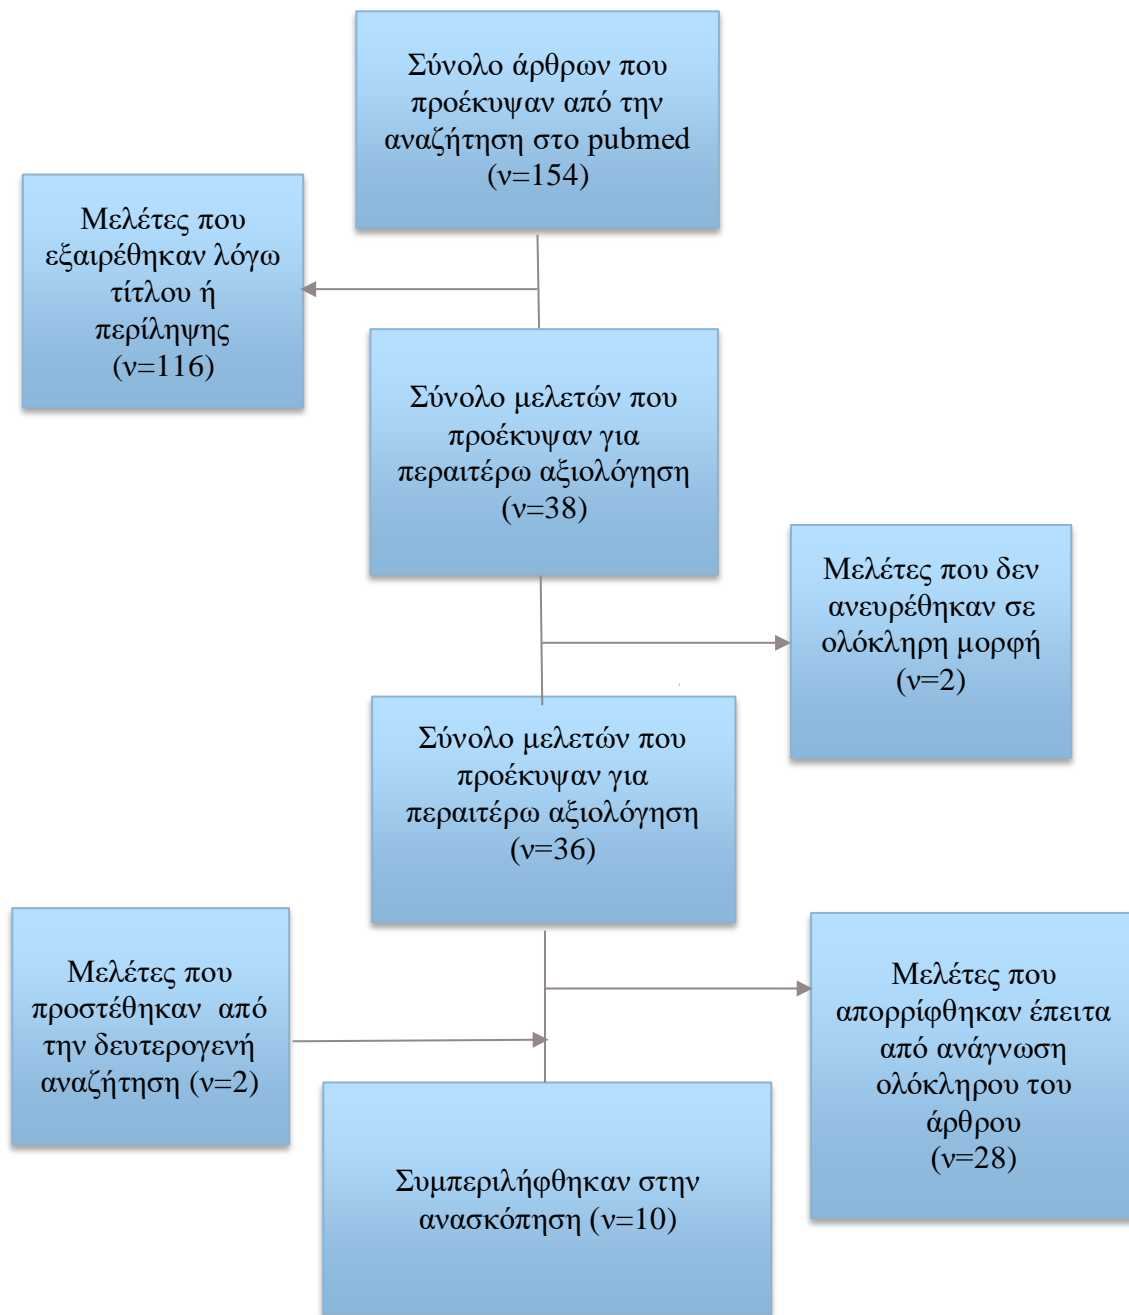 Σύνολο άρθρων που
προέκυψαν από την
αναζήτηση στο pubmed
(ν=154)
Μελέτες που
εξαιρέθηκαν λόγω
τίτλου ή
περίληψης
(ν=116)
Σύνολο μελετών που
προέκυψαν για
περαιτέρω αξιολόγηση
(ν=38)
Μελέτες που δεν
ανευρέθηκαν σε
ολόκληρη μορφή
(ν=2)
Σύνολο μελετών που
προέκυψαν για
περαιτέρω αξιολόγηση
(ν=36)
Μελέτες που
προστέθηκαν από
την δευτερογενή
αναζήτηση (ν=2)
Μελέτες που
απορρίφθηκαν έπειτα
από ανάγνωση
ολόκληρου του
άρθρου
(ν=28)
Συμπεριλήφθηκαν στην
ανασκόπηση (ν=10)